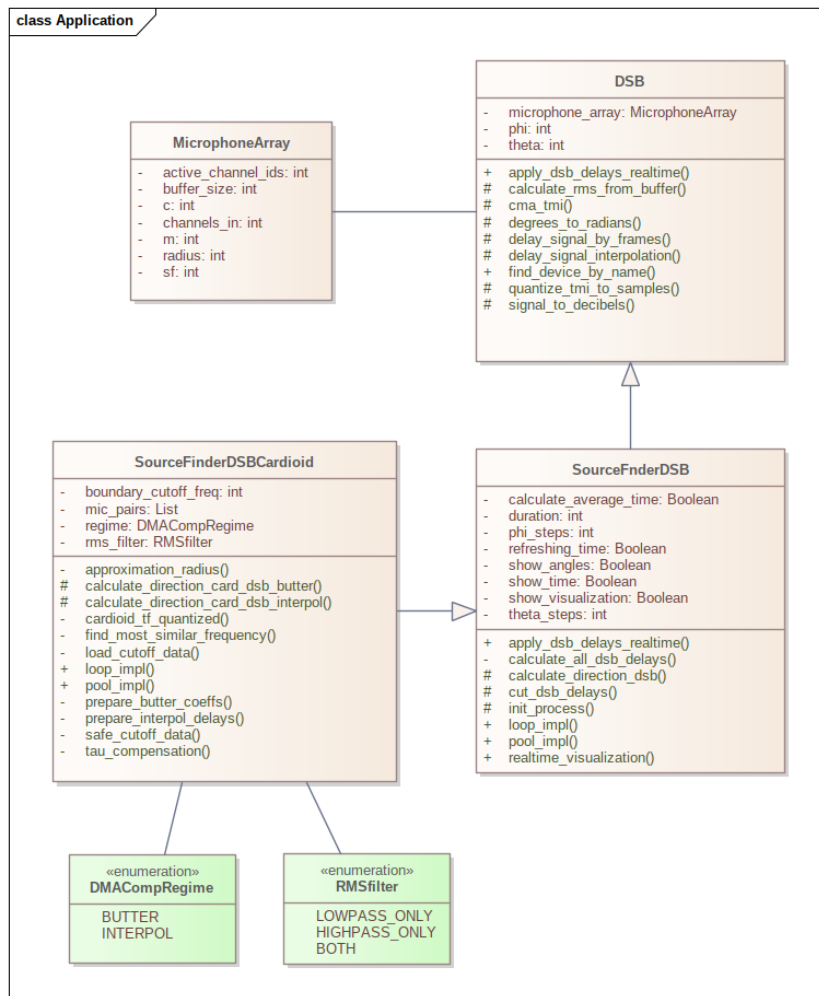 class Application
DSB
- microphone_array: MicrophoneArray
- phi: int
- theta: int
+ apply_dsb_delays_realtime()
# calculate_rms_from_buffer()
# cma_tmi()
# degrees_to_radians()
# delay_signal_by_frames()
# delay_signal_interpolation()
+ find_device_by_name()
# quantize_tmi_to_samples()
# signal_to_decibels()
MicrophoneArray
- active_channel_ids: int
- buffer_size: int
- c: int
- channels_in: int
- m: int
- radius: int
- sf: int
SourceFinderDSBCardioid
- boundary_cutoff_freq: int
- mic_pairs: List
- regime: DMACompRegime
- rms_filter: RMSfilter
- approximation_radius()
# calculate_direction_card_dsb_butter()
# calculate_direction_card_dsb_interpol()
- cardioid_tf_quantized()
- find_most_similar_frequency()
- load_cutoff_data()
+ loop_impl()
+ pool_impl()
- prepare_butter_coeffs()
- prepare_interpol_delays()
- safe_cutoff_data()
- tau_compensation()
SourceFnderDSB
- calculate_average_time: Boolean
- duration: int
- phi_steps: int
- refreshing_time: Boolean
- show_angles: Boolean
- show_time: Boolean
- show_visualization: Boolean
- theta_steps: int
+ apply_dsb_delays_realtime()
- calculate_all_dsb_delays()
# calculate_direction_dsb()
# cut_dsb_delays()
# init_process()
+ loop_impl()
+ pool_impl()
+ realtime_visualization()
«enumeration»
DMACompRegime
BUTTER
INTERPOL
«enumeration»
RMSfilter
LOWPASS_ONLY
HIGHPASS_ONLY
BOTH